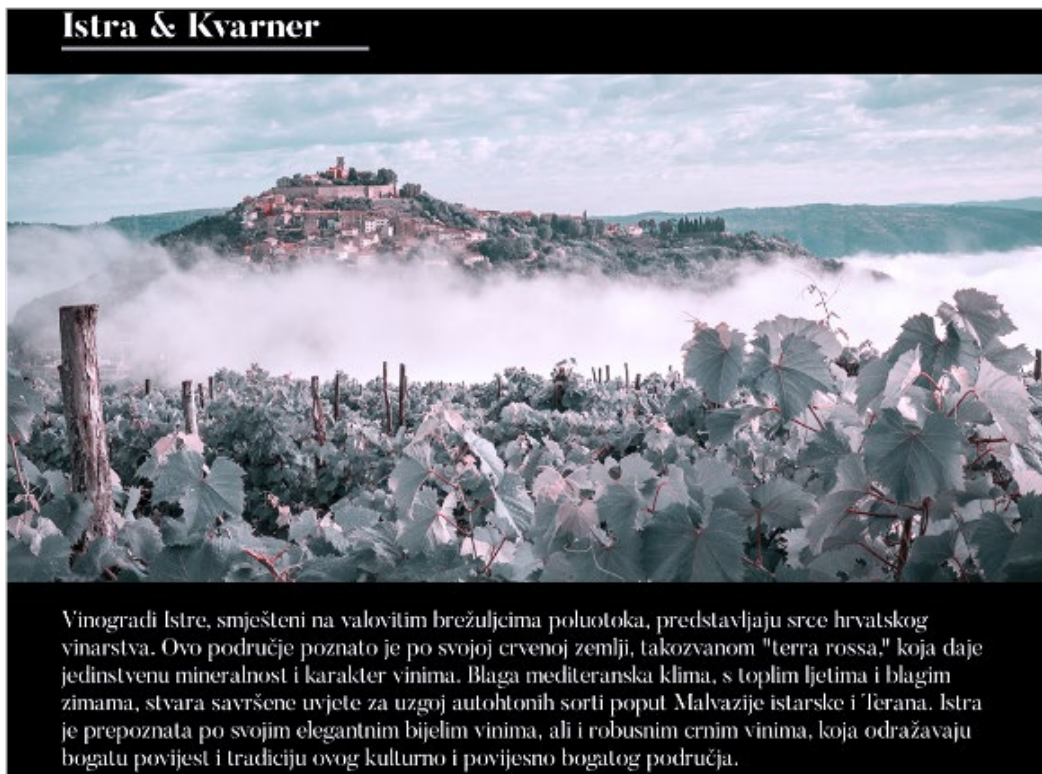 Istra & Kvarner
Vinogradi Istre, smješteni na valovitim brežuljcima poluotoka, predstavljaju srce hrvatskog
vinarstva. Ovo područje poznato je po svojoj crvenoj zemlji, takozvanom "terra rossa," koja daje
jedinstvenu mineralnost i karakter vinima. Blaga mediteranska klima, s toplim ljetima i blagim
zimama, stvara savršene uvjete za uzgoj autohtonih sorti poput Malvazije istarske i Terana. Istra
je prepoznata po svojim elegantnim bijelim vinima, ali i robusnim crnim vinima, koja odražavaju
bogatu povijest i tradiciju ovog kulturno i povijesno bogatog područja.